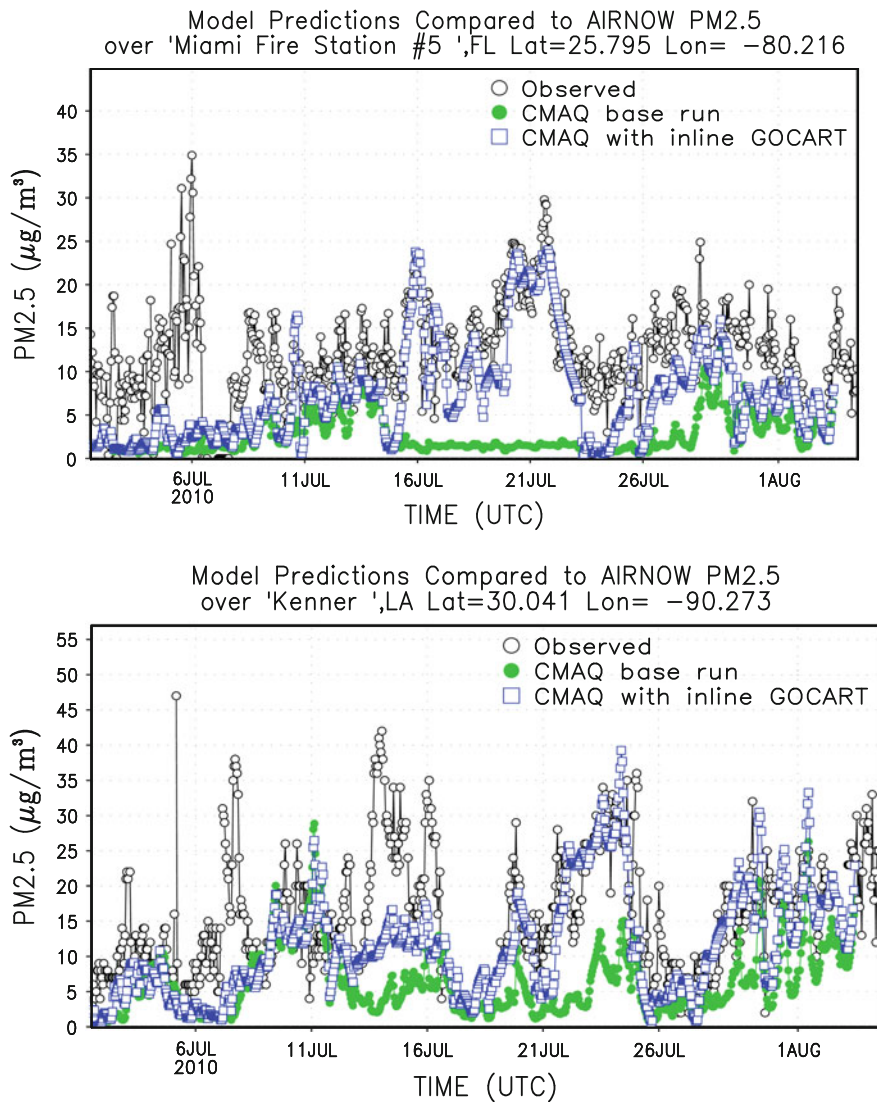 Model Predictions Compared to AIRNOW PM2.5
over 'Miami Fire Station #5 ',FL Lat=25.795 Lon= -80.216
Observed
CMAQ base run
CMAQ with inline GOCART
PM2.5 (μg/m³)
40
35
30
25
20
15
10
5
0
6JUL
2010
11JUL
16JUL
21JUL
26JUL
1AUG
TIME (UTC)
Model Predictions Compared to AIRNOW PM2.5
over 'Kenner ',LA Lat=30.041 Lon= -90.273
Observed
CMAQ base run
CMAQ with inline GOCART
PM2.5 (μg/m³)
55
50
45
40
35
30
25
20
15
10
5
0
6JUL
2010
11JUL
16JUL
21JUL
26JUL
1AUG
TIME (UTC)